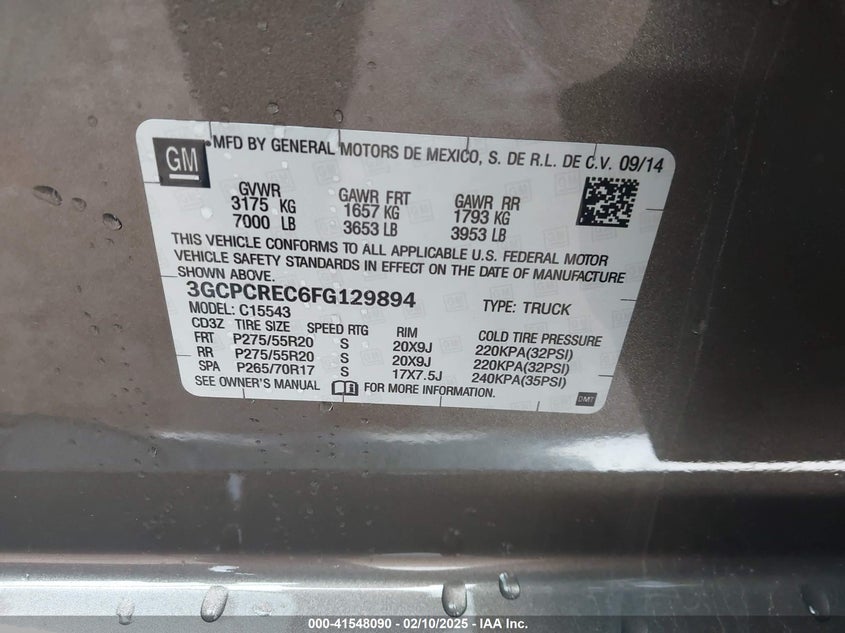 GM MFD BY GENERAL MOTORS DE MEXICO, S. DE R.L. DE C.V. 09/14
GVWR GAWR FRT GAWR RR
3175 KG 1657 KG 1793 KG
7000 LB 3653 LB 3953 LB
THIS VEHICLE CONFORMS TO ALL APPLICABLE U.S. FEDERAL MOTOR
VEHICLE SAFETY STANDARDS IN EFFECT ON THE DATE OF MANUFACTURE
SHOWN ABOVE.
3GCPCREC6FG129894 TYPE: TRUCK
MODEL: C15543
CD3Z TIRE SIZE SPEED RTG RIM COLD TIRE PRESSURE
FRT P275/55R20 S 20X9J 220KPA(32PSI)
RR P275/55R20 S 20X9J 220KPA(32PSI)
SPA P265/70R17 S 17X7.5J 240KPA(35PSI)
SEE OWNER'S MANUAL FOR MORE INFORMATION.
DMT
000-41548090 - 02/10/2025 - IAA Inc.